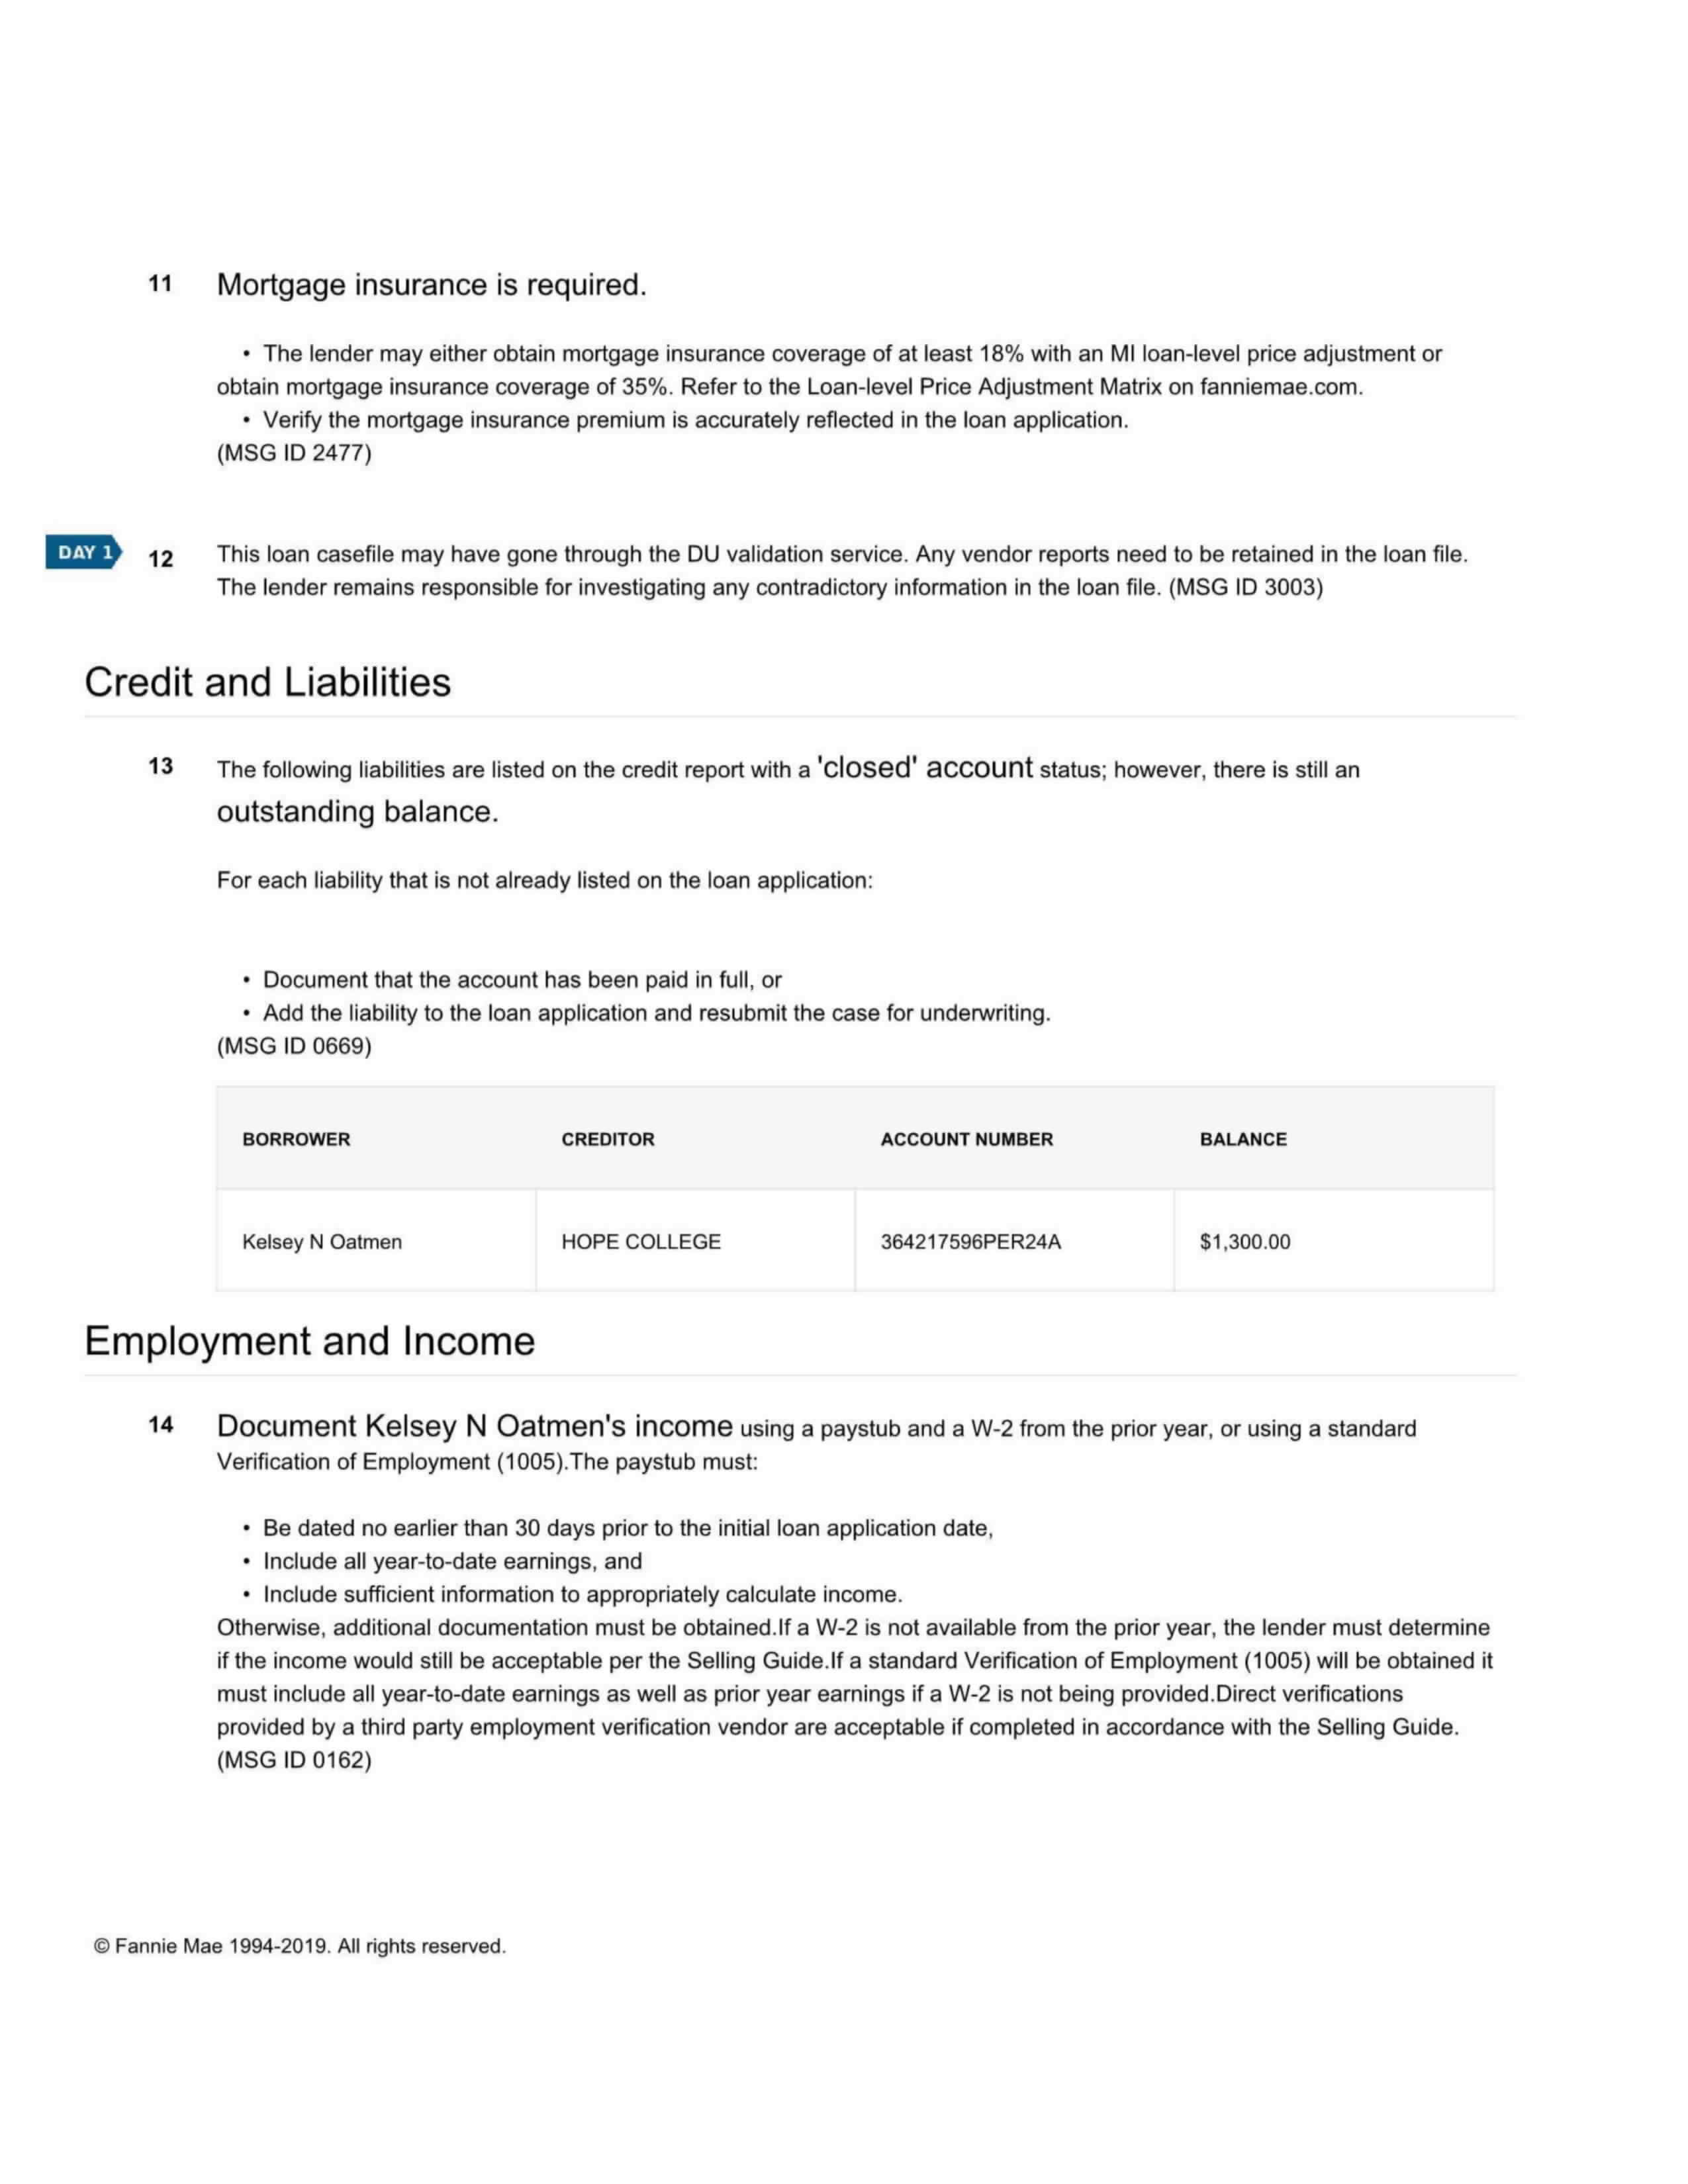 11 Mortgage insurance is required.
• The lender may either obtain mortgage insurance coverage of at least 18% with an MI loan-level price adjustment or
obtain mortgage insurance coverage of 35%. Refer to the Loan-level Price Adjustment Matrix on fanniemae.com.
• Verify the mortgage insurance premium is accurately reflected in the loan application.
(MSG ID 2477)
DAY 1 12 This loan casefile may have gone through the DU validation service. Any vendor reports need to be retained in the loan file.
The lender remains responsible for investigating any contradictory information in the loan file. (MSG ID 3003)
Credit and Liabilities
13 The following liabilities are listed on the credit report with a 'closed' account status; however, there is still an
outstanding balance.
For each liability that is not already listed on the loan application:
• Document that the account has been paid in full, or
• Add the liability to the loan application and resubmit the case for underwriting.
(MSG ID 0669)
BORROWER CREDITOR ACCOUNT NUMBER BALANCE
Kelsey N Oatmen HOPE COLLEGE 364217596PER24A $1,300.00
Employment and Income
14 Document Kelsey N Oatmen's income using a paystub and a W-2 from the prior year, or using a standard
Verification of Employment (1005).The paystub must:
• Be dated no earlier than 30 days prior to the initial loan application date,
• Include all year-to-date earnings, and
• Include sufficient information to appropriately calculate income.
Otherwise, additional documentation must be obtained.If a W-2 is not available from the prior year, the lender must determine
if the income would still be acceptable per the Selling Guide.If a standard Verification of Employment (1005) will be obtained it
must include all year-to-date earnings as well as prior year earnings if a W-2 is not being provided.Direct verifications
provided by a third party employment verification vendor are acceptable if completed in accordance with the Selling Guide.
(MSG ID 0162)
© Fannie Mae 1994-2019. All rights reserved.